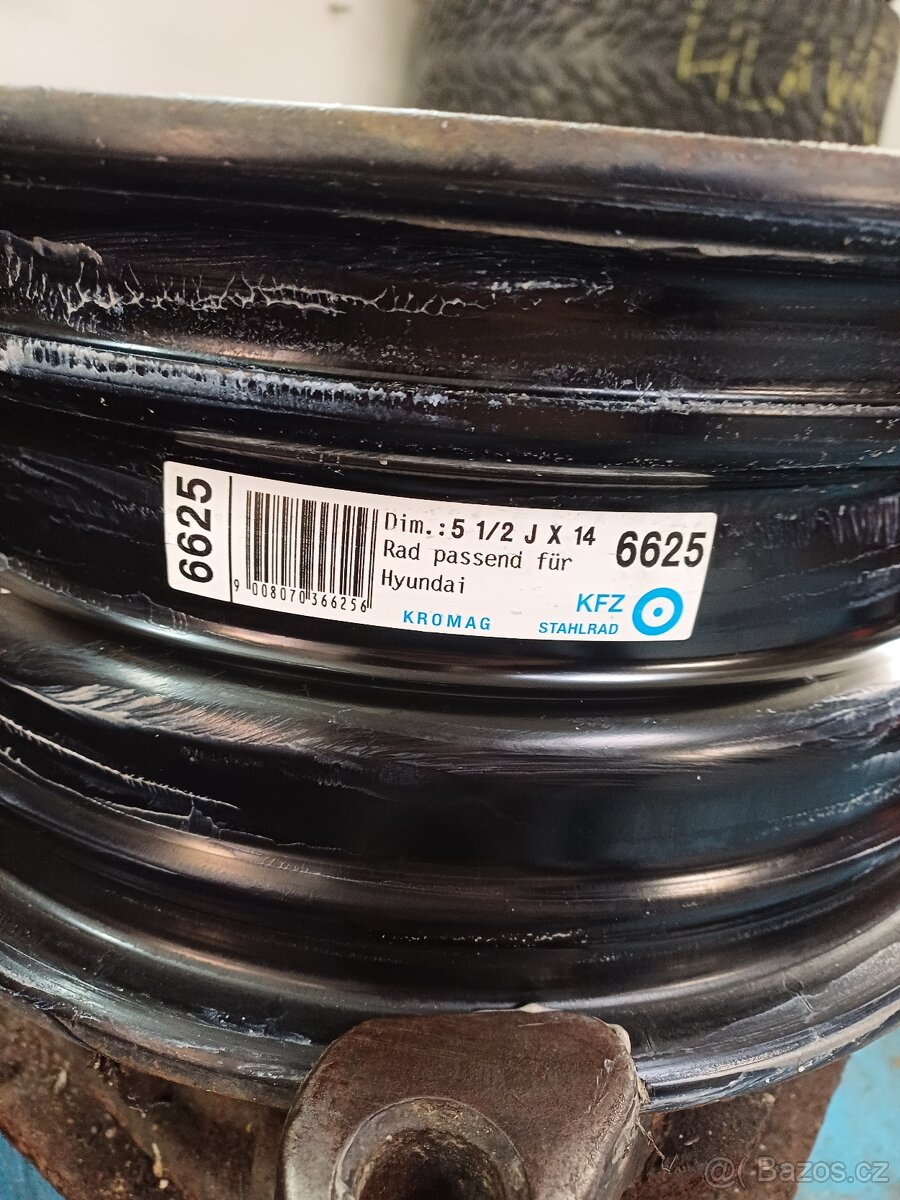 6625
9 008070 366256
Dim.: 5 1/2 J X 14
Rad passend für
Hyundai
KROMAG
6625
KFZ
STAHLRAD
Bazos.cz